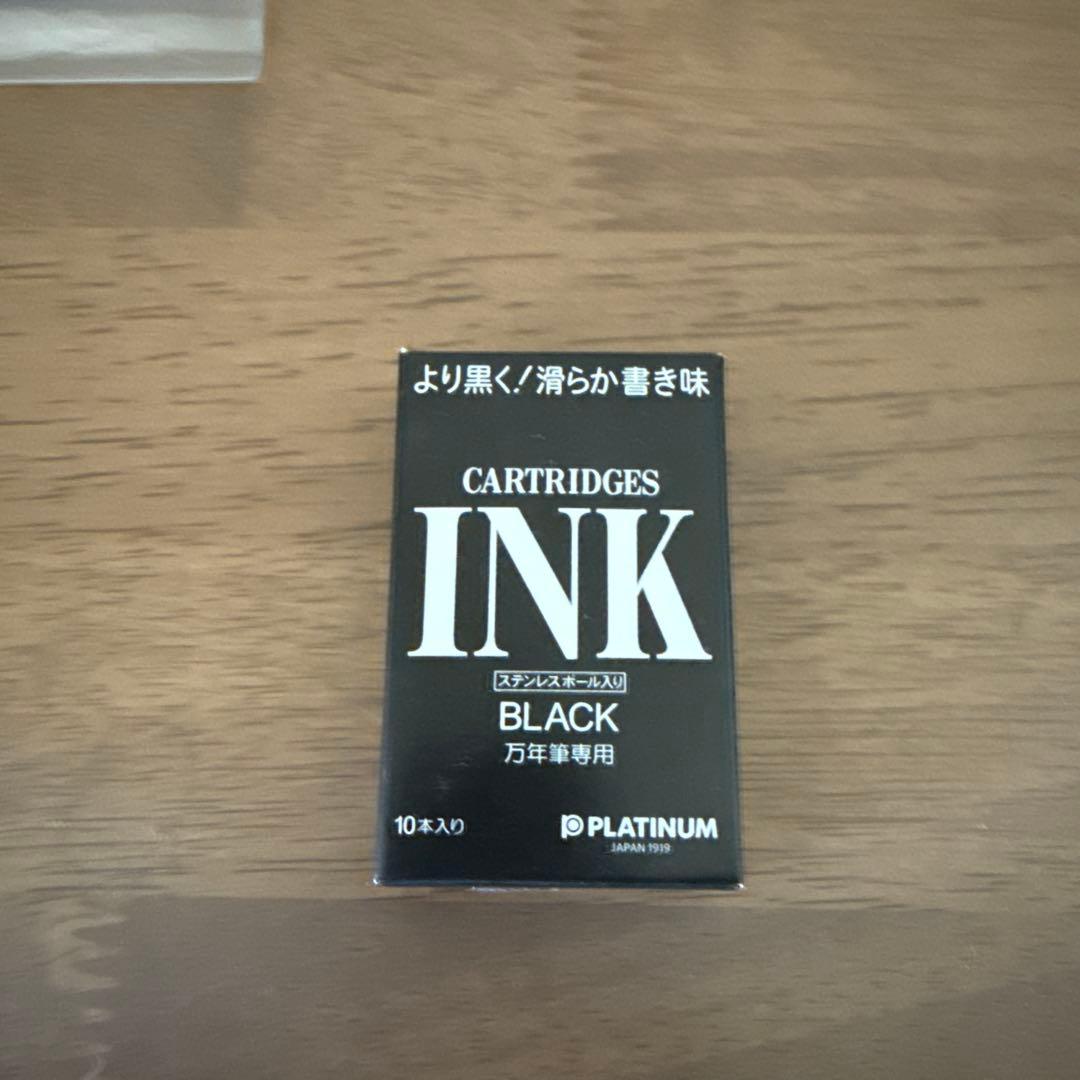 より黒く!滑らか書き味
CARTRIDGES
INK
ステンレスボール入り
BLACK
万年筆専用
10本入り
PLATINUM
JAPAN 1919